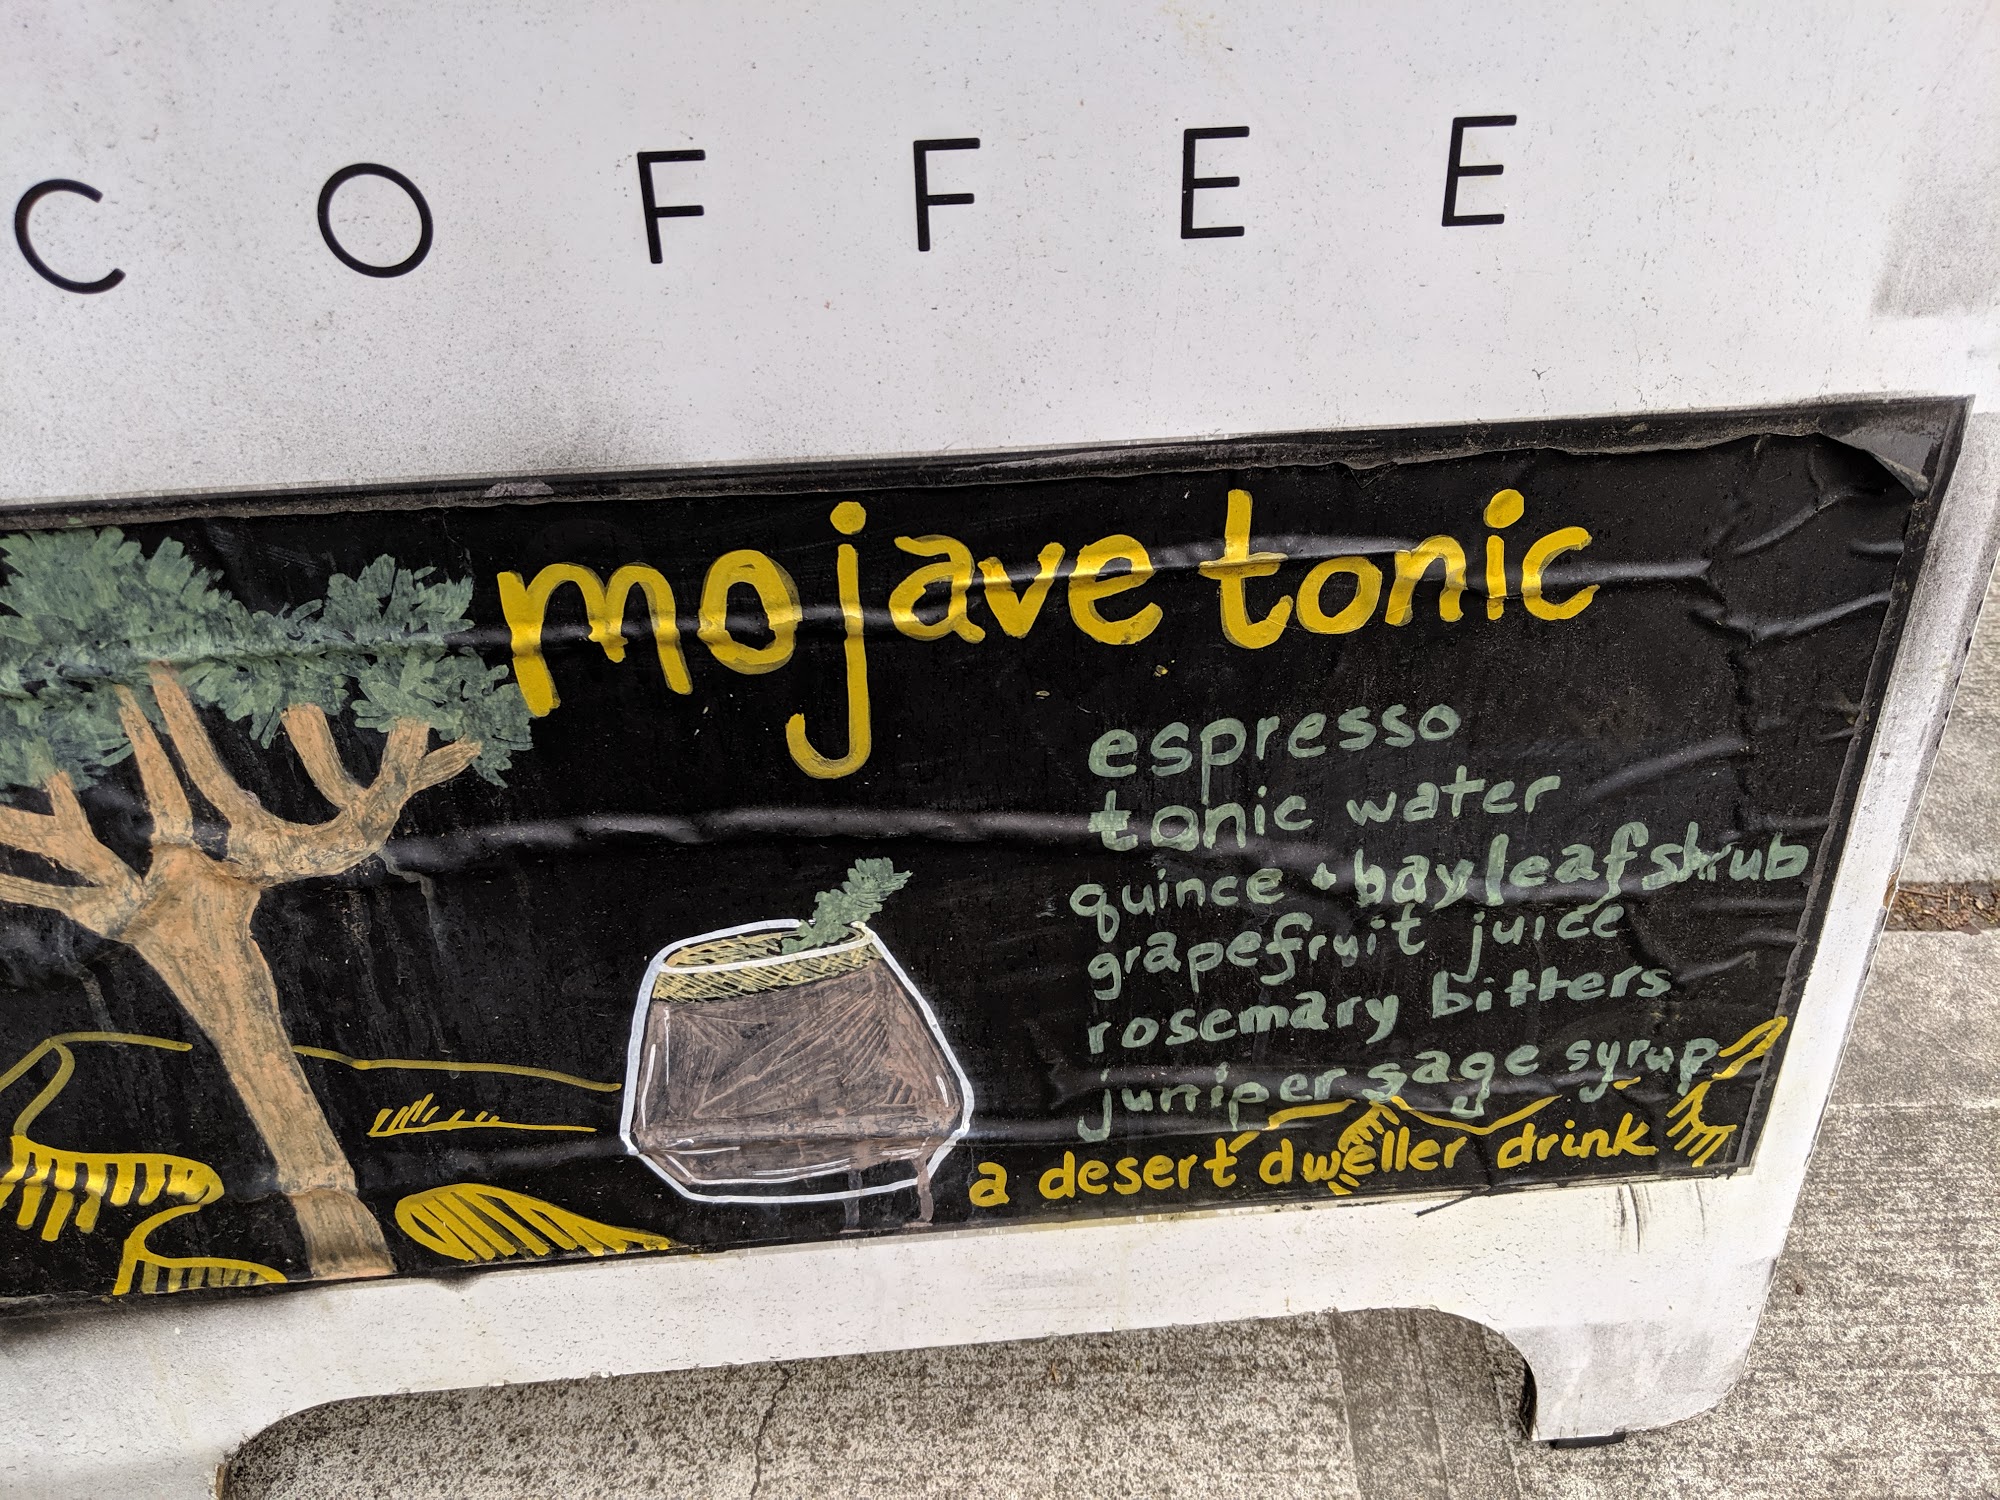 COFFEE
mojave tonic
espresso
tonic water
quince + bayleaf shrub
grapefruit juice
rosemary bitters
juniper sage syrup
a desert dweller drink